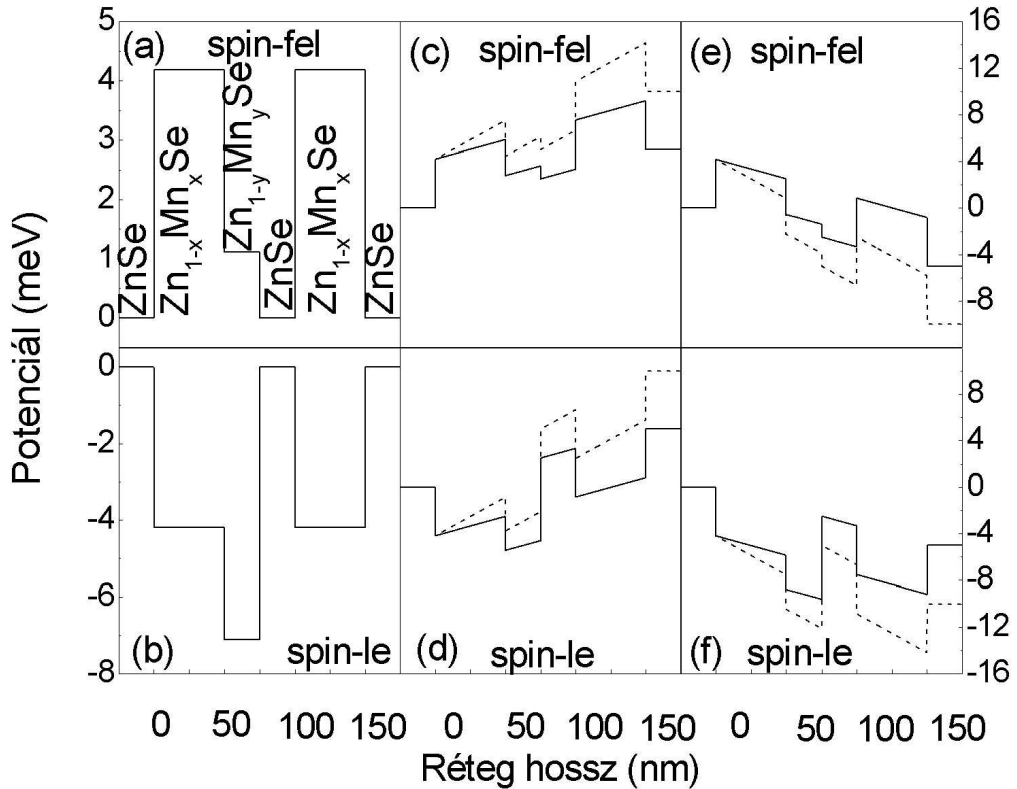 5
4
3
2
1
0
0
-2
-4
-6
-8
Potenciál (meV)
(a)
spin-fel
ZnSe
Zn1-xMnxSe
Zn1-yMnySe
ZnSe
Zn1-xMnxSe
ZnSe
(c)
spin-fel
(e)
spin-fel
16
12
8
4
0
-4
-8
(b)
spin-le
(d)
spin-le
(f)
spin-le
8
4
0
-4
-8
-12
-16
0 50 100 150
0 50 100 150
0 50 100 150
Réteg hossz (nm)